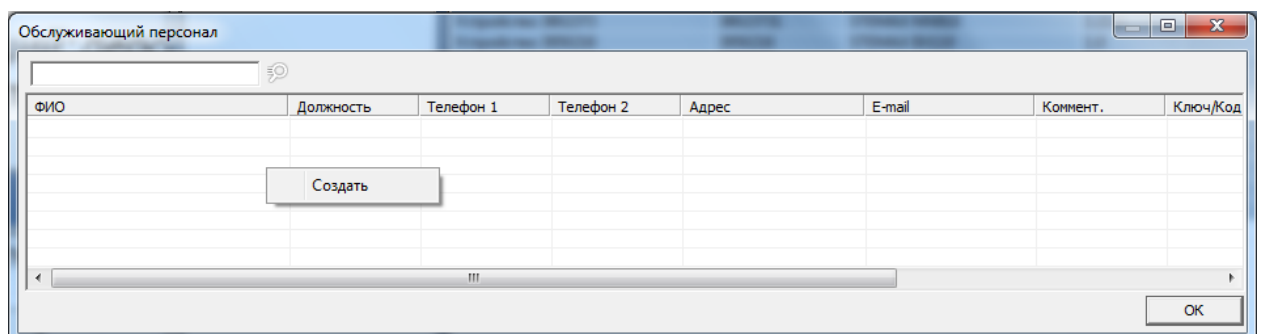 Обслуживающий персонал
ФИО Должность Телефон 1 Телефон 2 Адрес E-mail Коммент. Ключ/Код
Создать
OK